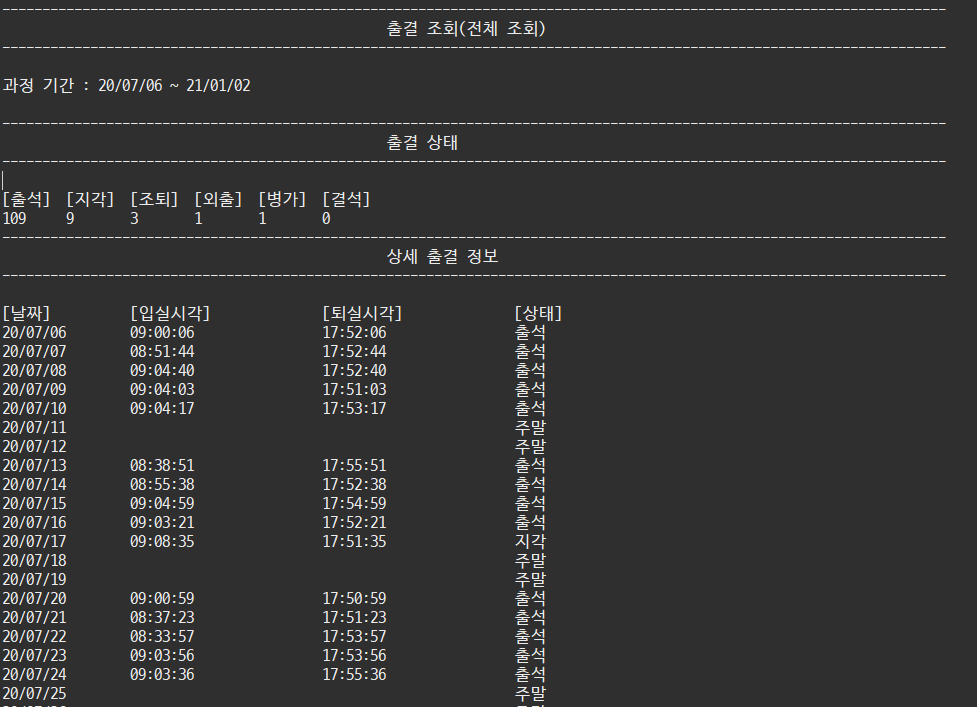 출결 조회(전체 조회)
과정 기간 : 20/07/06 ~ 21/01/02
출결 상태
[출석] [지각] [조퇴] [외출] [병가] [결석]
109 9 3 1 1 0
상세 출결 정보
[날짜] [입실시각] [퇴실시각] [상태]
20/07/06 09:00:06 17:52:06 출석
20/07/07 08:51:44 17:52:44 출석
20/07/08 09:04:40 17:52:40 출석
20/07/09 09:04:03 17:51:03 출석
20/07/10 09:04:17 17:53:17 출석
20/07/11 주말
20/07/12 주말
20/07/13 08:38:51 17:55:51 출석
20/07/14 08:55:38 17:52:38 출석
20/07/15 09:04:59 17:54:59 출석
20/07/16 09:03:21 17:52:21 출석
20/07/17 09:08:35 17:51:35 지각
20/07/18 주말
20/07/19 주말
20/07/20 09:00:59 17:50:59 출석
20/07/21 08:37:23 17:51:23 출석
20/07/22 08:33:57 17:53:57 출석
20/07/23 09:03:56 17:53:56 출석
20/07/24 09:03:36 17:55:36 출석
20/07/25 주말